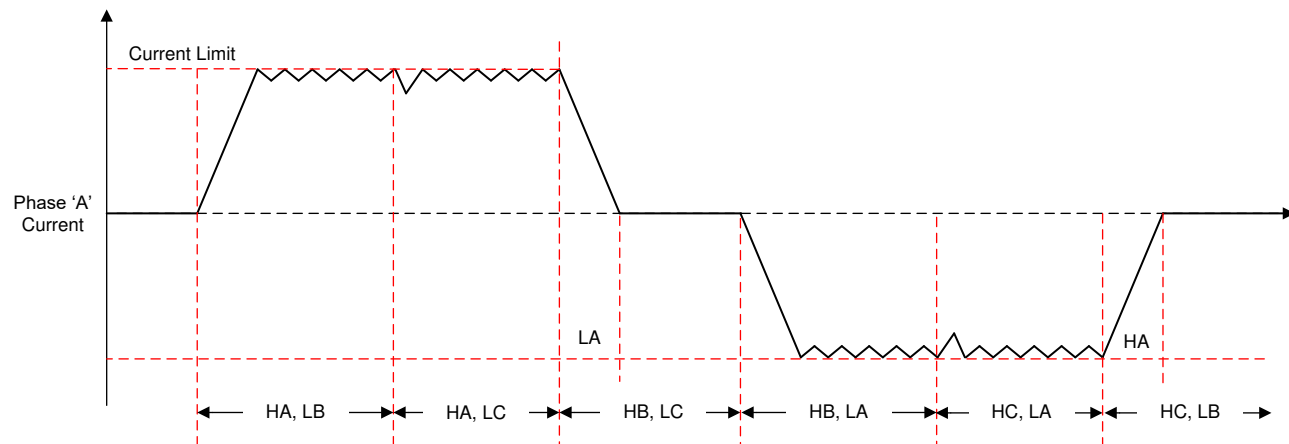 Current Limit
Phase ‘A’
Current
LA
HA
HA, LB
HA, LC
HB, LC
HB, LA
HC, LA
HC, LB